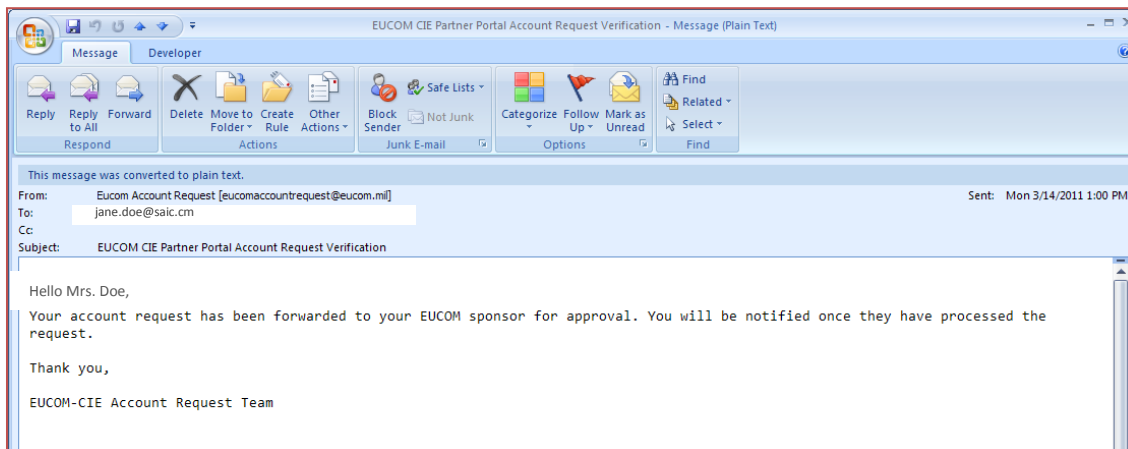 EUCOM CIE Partner Portal Account Request Verification - Message (Plain Text)
Message Developer
Reply Reply to All Forward
Respond
Delete Move to Folder Create Rule Other Actions
Actions
Block Sender Safe Lists Not Junk
Junk E-mail
Categorize Follow Up Mark as Unread
Options
Find Related Select
Find
This message was converted to plain text.
From: Eucom Account Request [eucomaccountrequest@eucom.mil] Sent: Mon 3/14/2011 1:00 PM
To: jane.doe@saic.cm
Cc:
Subject: EUCOM CIE Partner Portal Account Request Verification
Hello Mrs. Doe,
Your account request has been forwarded to your EUCOM sponsor for approval. You will be notified once they have processed the
request.
Thank you,
EUCOM-CIE Account Request Team